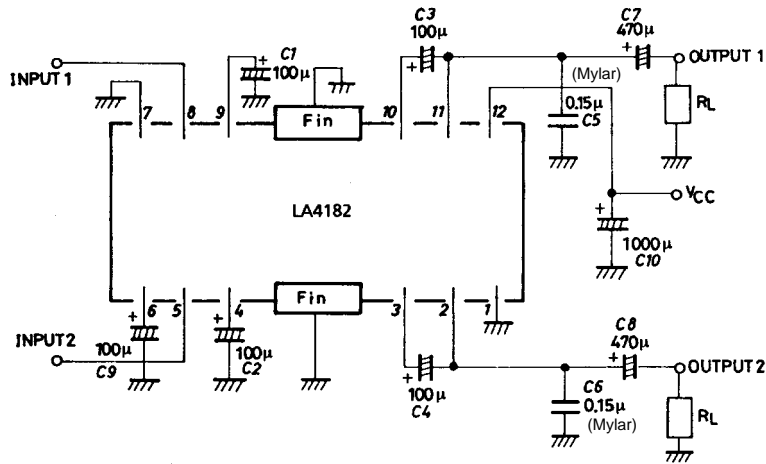 C3
100μ
C7
470μ
INPUT 1
+
C1
100μ
+
+
OUTPUT 1
(Mylar)
7
8
9
Fin
10
11
12
0.15μ
C5
RL
LA4182
VCC
+
1000μ
C10
6
5
4
Fin
3
2
1
+
100μ
C9
+
100μ
C2
INPUT2
+
100μ
C4
C8
470μ
+
OUTPUT 2
C6
0.15μ
(Mylar)
RL